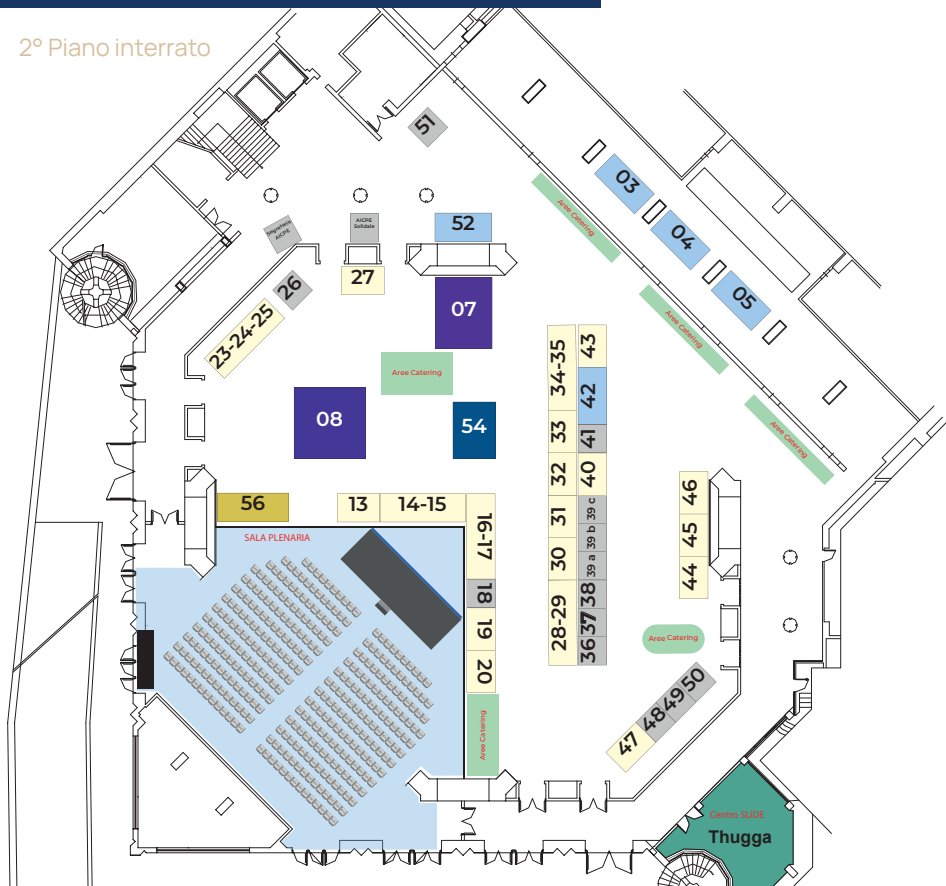 2° Piano interrato
51
03
04
05
Aree Catering
Segreteria
AICPE
AICPE
Solidale
52
26
27
07
23-24-25
Aree Catering
Aree Catering
08
54
34-35
43
42
33
41
32
40
Aree Catering
56
13
14-15
16-17
31
39 c
39 b
30
39 a
46
45
44
SALA PLENARIA
18
19
20
28-29
38
37
36
Aree Catering
Aree Catering
47
48
49
50
Centro SLIDE
Thugga